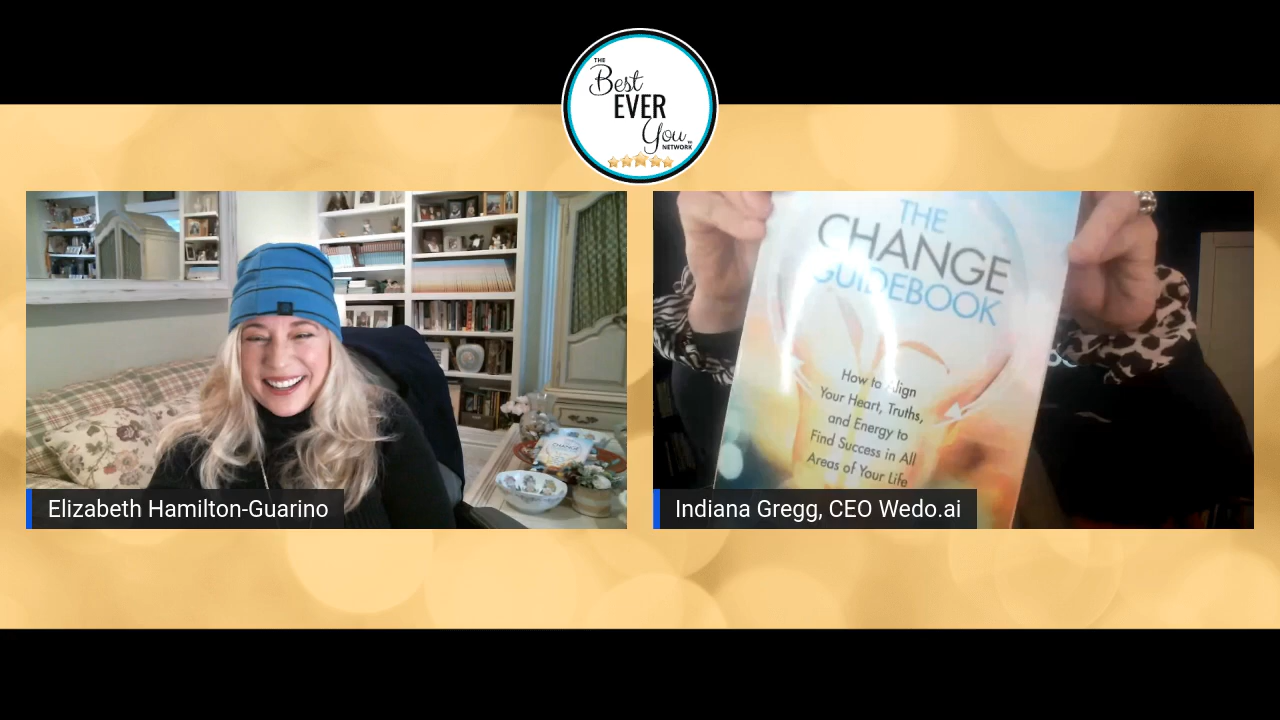 THE
Best
EVER
You
NETWORK
THE
CHANGE
GUIDEBOOK
How to Align
Your Heart, Truths,
and Energy to
Find Success in All
Areas of Your Life
CHANGE
Elizabeth Hamilton-Guarino
Indiana Gregg, CEO Wedo.ai